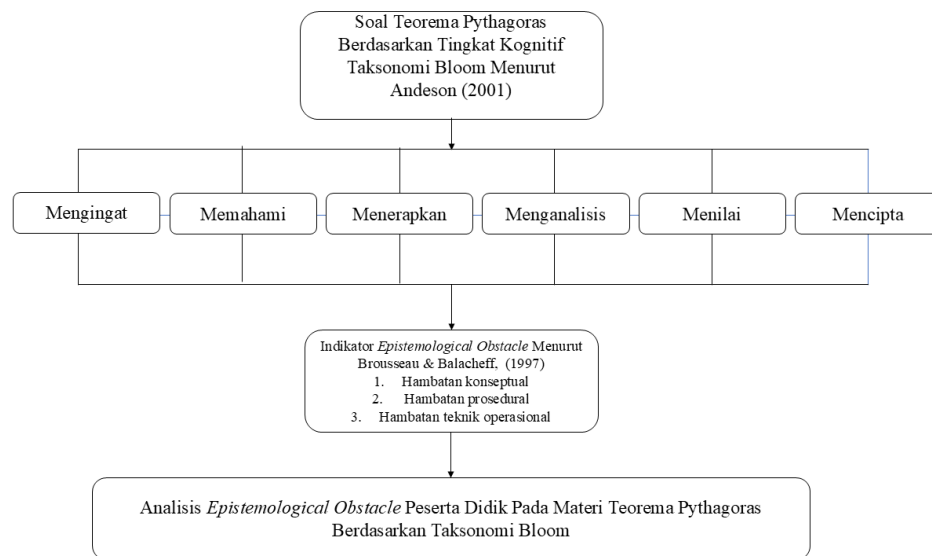 Soal Teorema Pythagoras
Berdasarkan Tingkat Kognitif
Taksonomi Bloom Menurut
Andeson (2001)
Mengingat
Memahami
Menerapkan
Menganalisis
Menilai
Mencipta
Indikator Epistemological Obstacle Menurut
Brousseau & Balacheff, (1997)
1. Hambatan konseptual
2. Hambatan prosedural
3. Hambatan teknik operasional
Analisis Epistemological Obstacle Peserta Didik Pada Materi Teorema Pythagoras
Berdasarkan Taksonomi Bloom